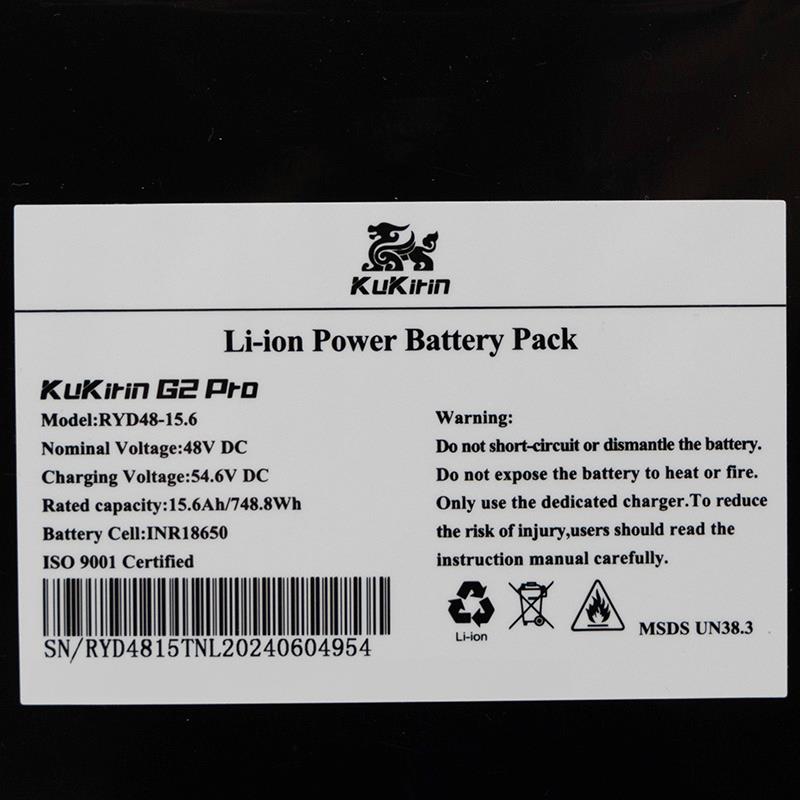 KuKirin
Li-ion Power Battery Pack
KuKirin G2 Pro
Model:RYD48-15.6
Nominal Voltage:48V DC
Charging Voltage:54.6V DC
Rated capacity:15.6Ah/748.8Wh
Battery Cell:INR18650
ISO 9001 Certified
SN/RYD4815TNL20240604954
Warning:
Do not short-circuit or dismantle the battery.
Do not expose the battery to heat or fire.
Only use the dedicated charger.To reduce
the risk of injury,users should read the
instruction manual carefully.
Li-ion
MSDS UN38.3